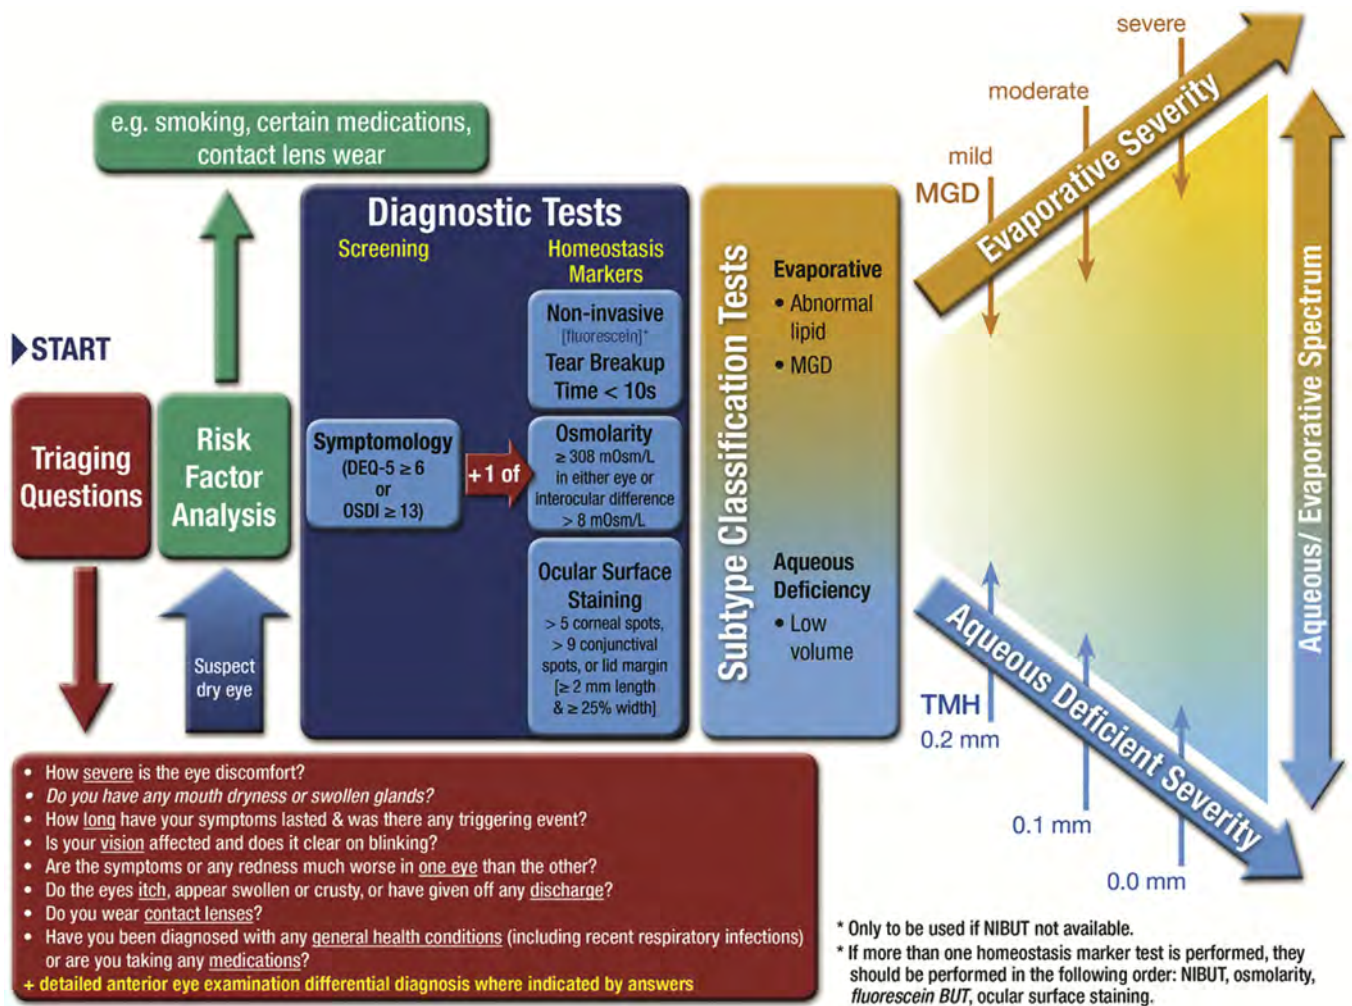 e.g. smoking, certain medications,
contact lens wear
START
Triaging
Questions
Risk
Factor
Analysis
Suspect
dry eye
Diagnostic Tests
Screening
Homeostasis
Markers
Symptomology
(DEQ-5 ≥ 6
or
OSDI ≥ 13)
+1 of
Non-invasive
[fluorescein]*
Tear Breakup
Time < 10s
Osmolarity
≥ 308 mOsm/L
in either eye or
interocular difference
> 8 mOsm/L
Ocular Surface
Staining
> 5 corneal spots,
> 9 conjunctival
spots, or lid margin
[≥ 2 mm length
& ≥ 25% width]
Subtype Classification Tests
Evaporative
• Abnormal
lipid
• MGD
Aqueous
Deficiency
• Low
volume
severe
moderate
mild
MGD
Evaporative Severity
Aqueous/ Evaporative Spectrum
Aqueous Deficient Severity
TMH
0.2 mm
0.1 mm
0.0 mm
• How severe is the eye discomfort?
• Do you have any mouth dryness or swollen glands?
• How long have your symptoms lasted & was there any triggering event?
• Is your vision affected and does it clear on blinking?
• Are the symptoms or any redness much worse in one eye than the other?
• Do the eyes itch, appear swollen or crusty, or have given off any discharge?
• Do you wear contact lenses?
• Have you been diagnosed with any general health conditions (including recent respiratory infections)
or are you taking any medications?
+ detailed anterior eye examination differential diagnosis where indicated by answers
* Only to be used if NIBUT not available.
* If more than one homeostasis marker test is performed, they
should be performed in the following order: NIBUT, osmolarity,
fluorescein BUT, ocular surface staining.